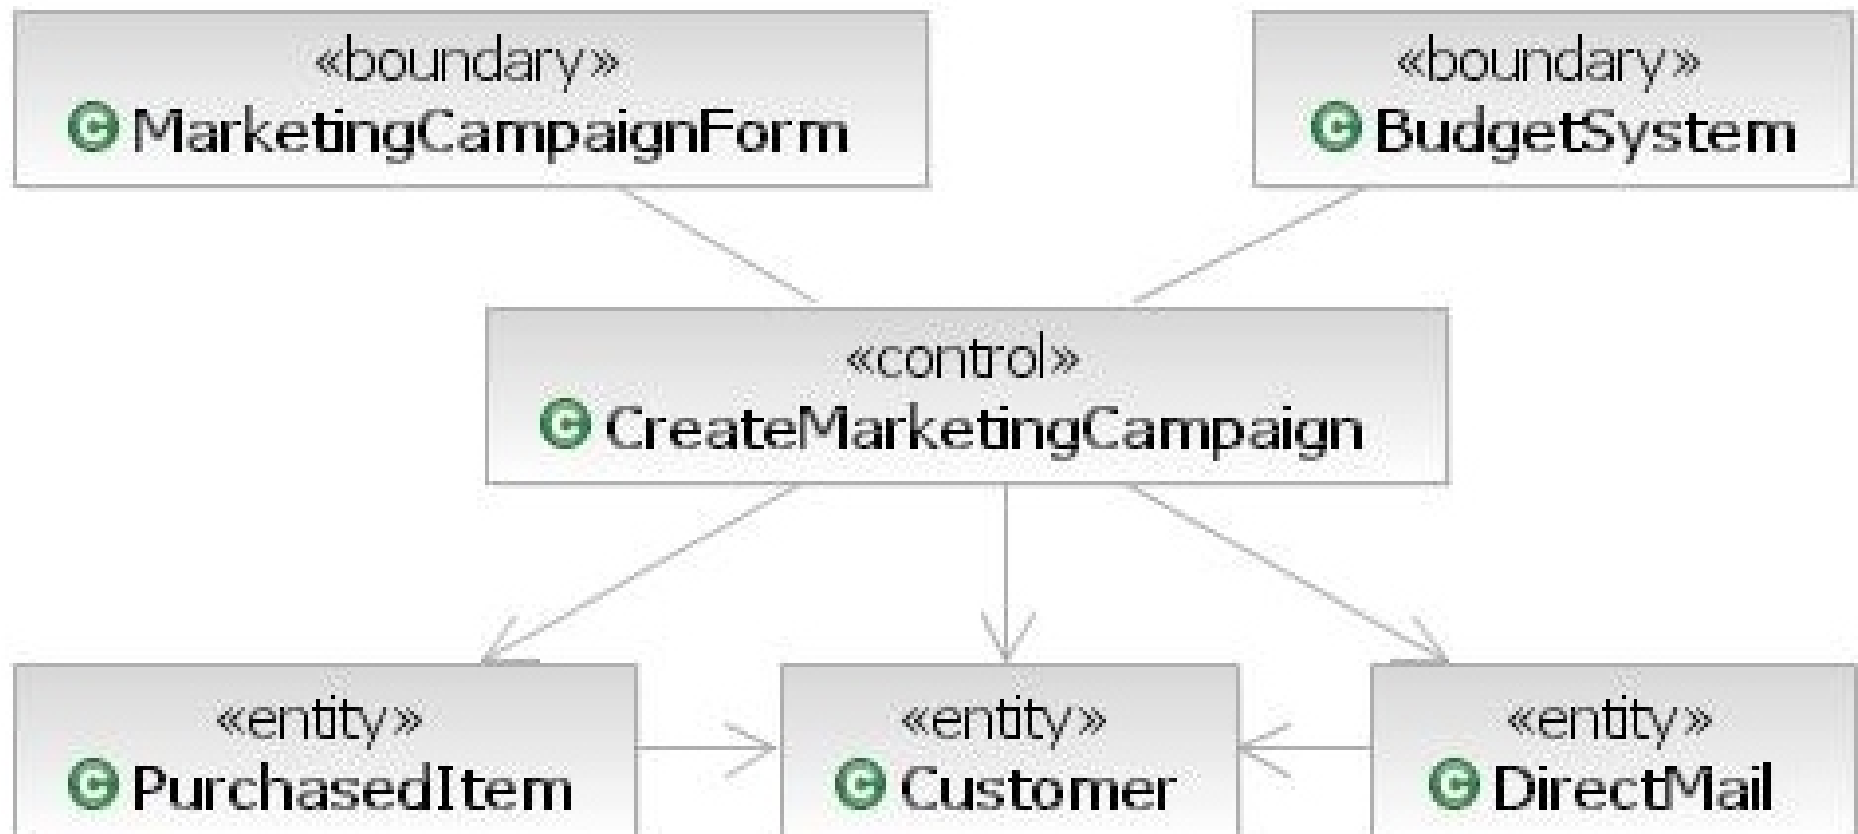 «boundary»
MarketingCampaignForm
«boundary»
BudgetSystem
«control»
CreateMarketingCampaign
«entity»
PurchasedItem
«entity»
Customer
«entity»
DirectMail